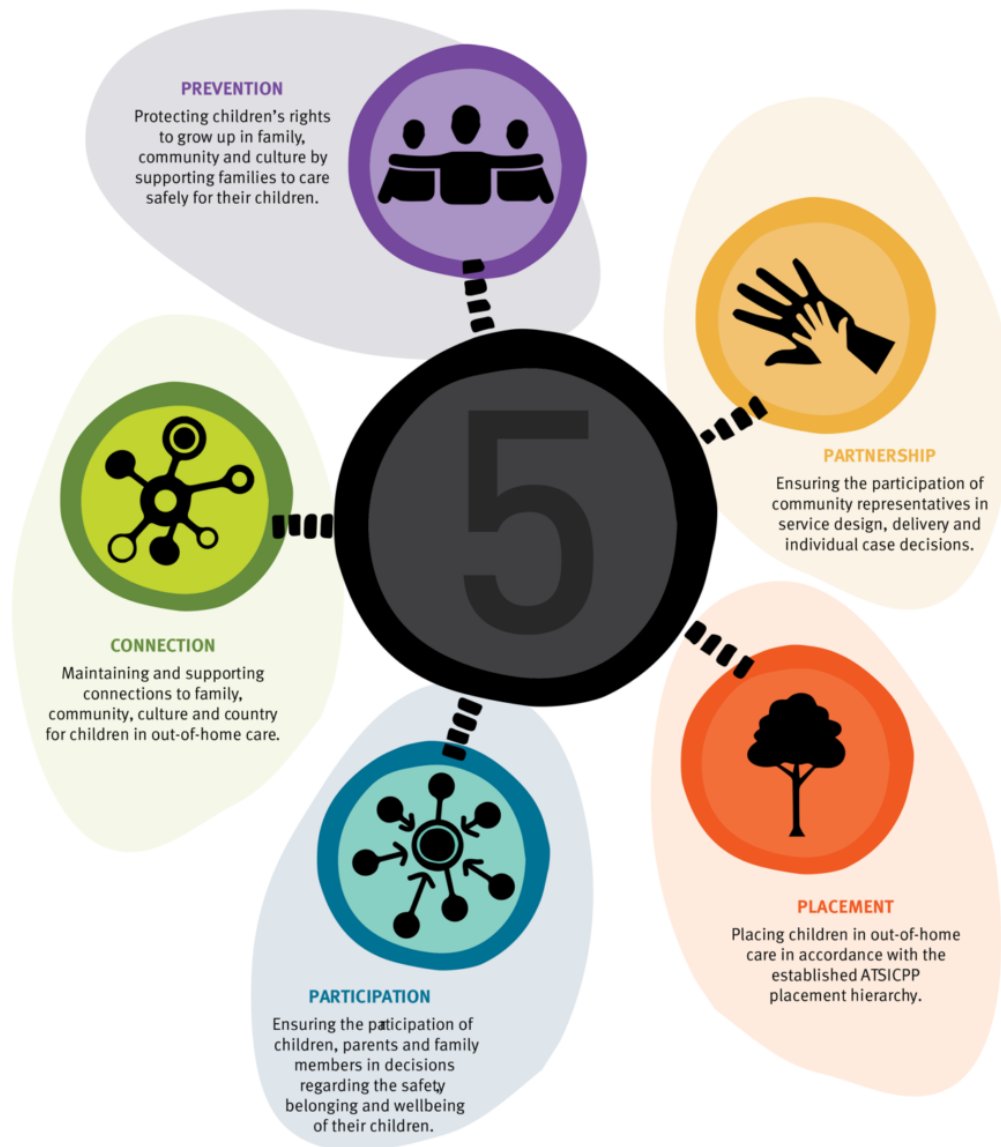 PREVENTION
Protecting children’s rights
to grow up in family,
community and culture by
supporting families to care
safely for their children.
5
PARTNERSHIP
Ensuring the participation of
community representatives in
service design, delivery and
individual case decisions.
CONNECTION
Maintaining and supporting
connections to family,
community, culture and country
for children in out-of-home care.
PLACEMENT
Placing children in out-of-home
care in accordance with the
established ATSICPP
placement hierarchy.
PARTICIPATION
Ensuring the participation of
children, parents and family
members in decisions
regarding the safety,
belonging and wellbeing
of their children.